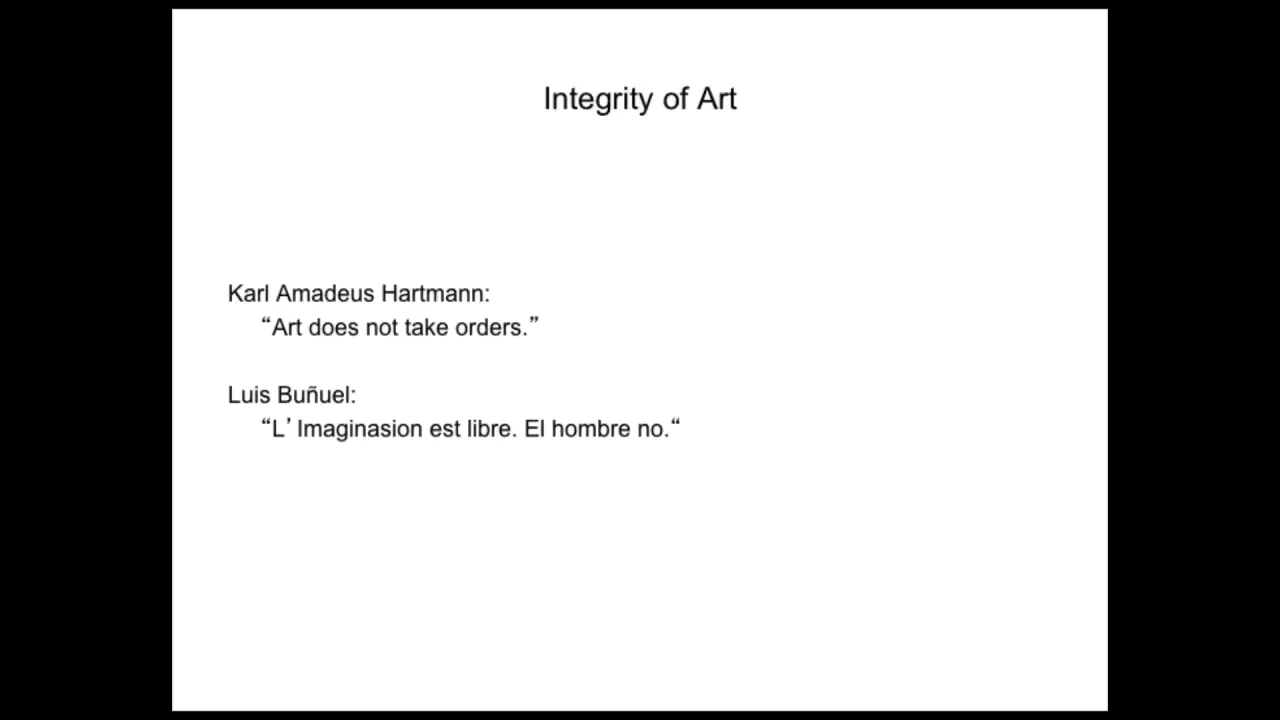 Integrity of Art
Karl Amadeus Hartmann:
“Art does not take orders.”
Luis Buñuel:
“L’ Imaginasion est libre. El hombre no.“